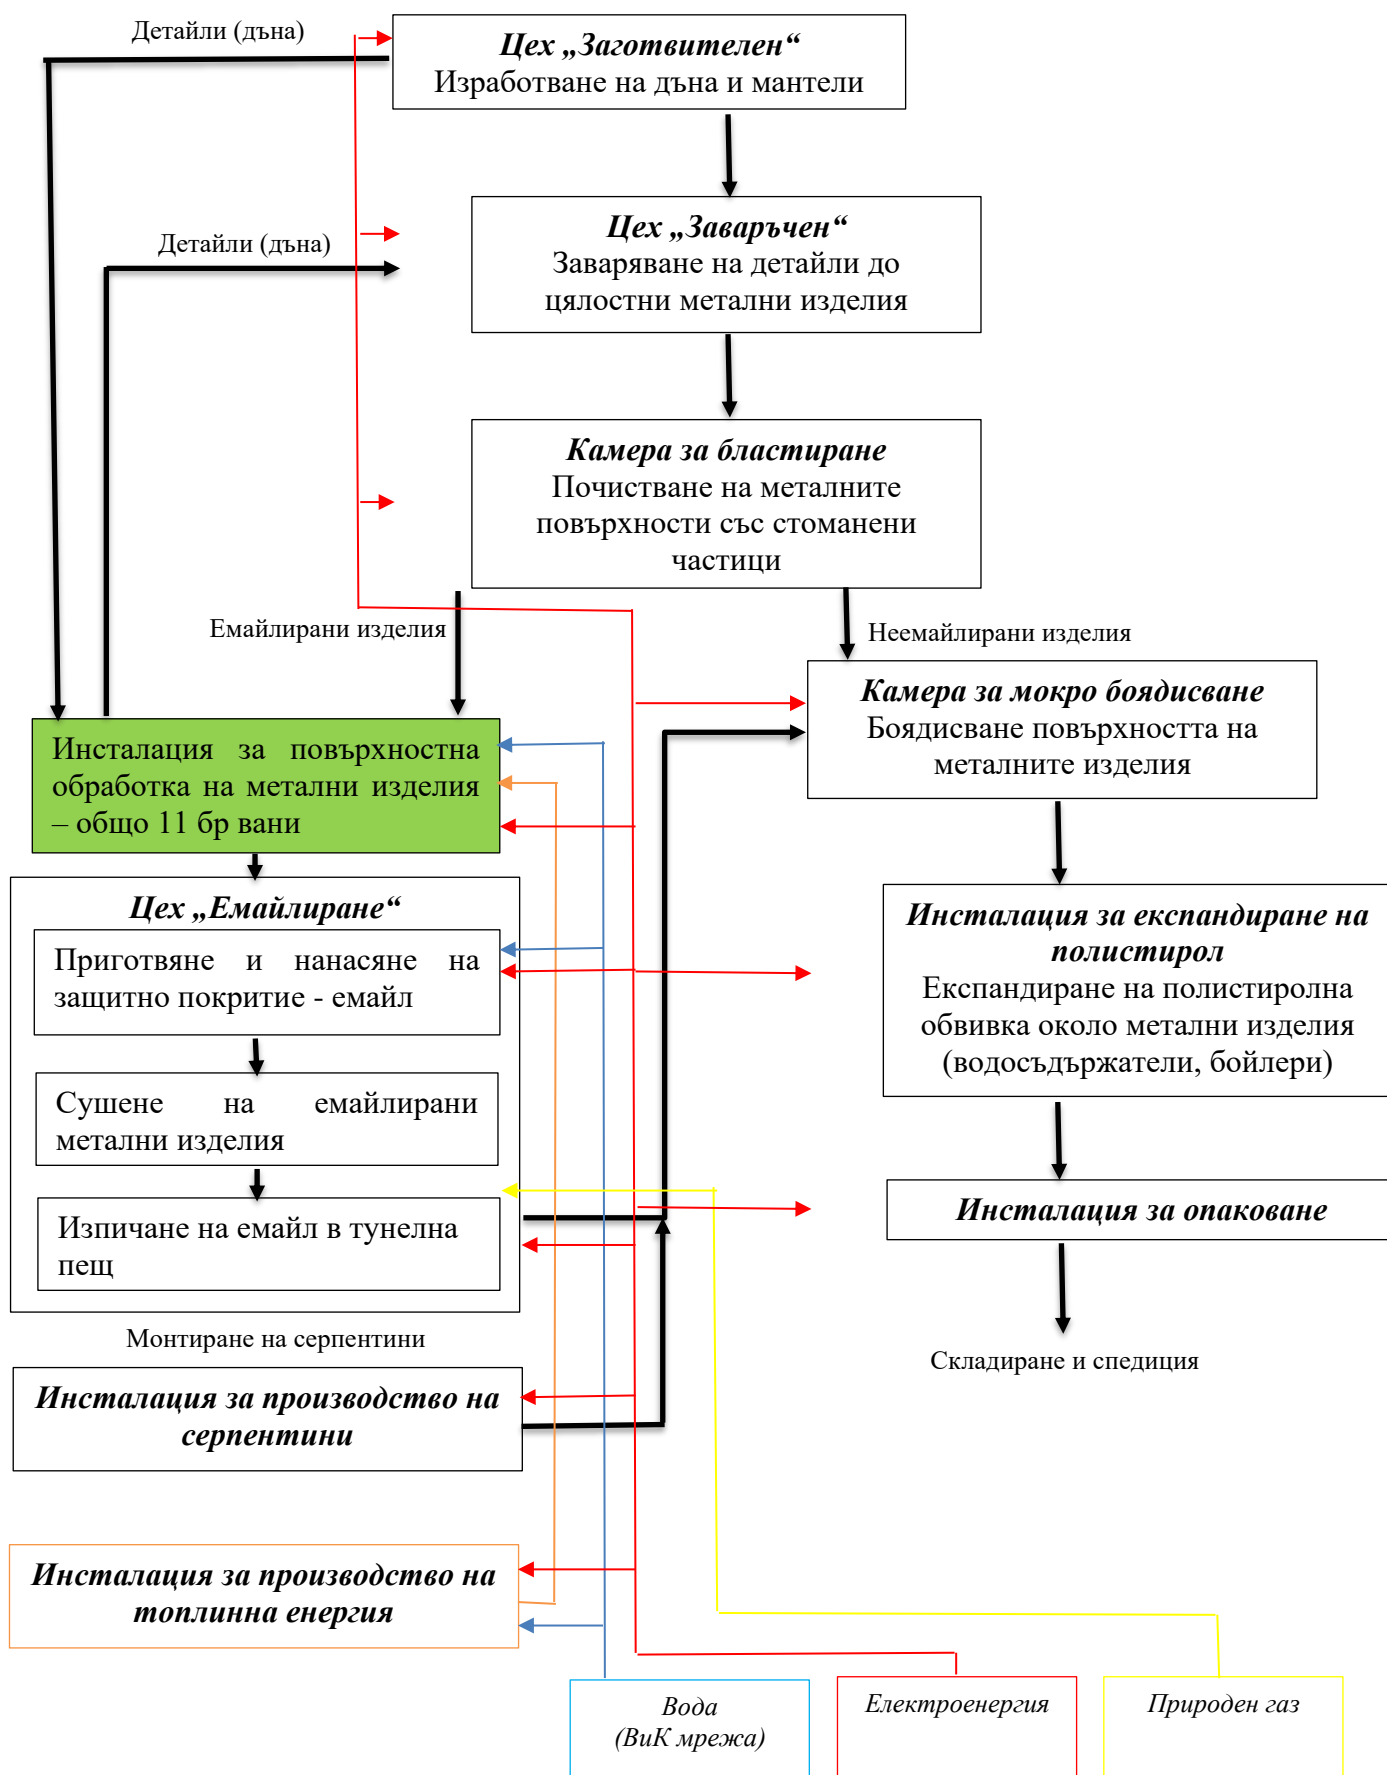 Детайли (дъна)
Цех „Заготвителен“
Изработване на дъна и мантели
Детайли (дъна)
Цех „Заваръчен“
Заваряване на детайли до
цялостни метални изделия
Камера за бластиране
Почистване на металните
повърхности със стоманени
частици
Емайлирани изделия
Неемайлирани изделия
Камера за мокро боядисване
Боядисване повърхността на
металните изделия
Инсталация за повърхностна
обработка на метални изделия
– общо 11 бр вани
Цех „Емайлиране“
Приготвяне и нанасяне на
защитно покритие - емайл
Сушене на емайлирани
метални изделия
Изпичане на емайл в тунелна
пещ
Инсталация за експандиране на
полистирол
Експандиране на полистиролна
обвивка около метални изделия
(водосъдържатели, бойлери)
Инсталация за опаковане
Монтиране на серпентини
Складиране и спедиция
Инсталация за производство на
серпентини
Инсталация за производство на
топлинна енергия
Вода
(ВиК мрежа)
Електроенергия
Природен газ